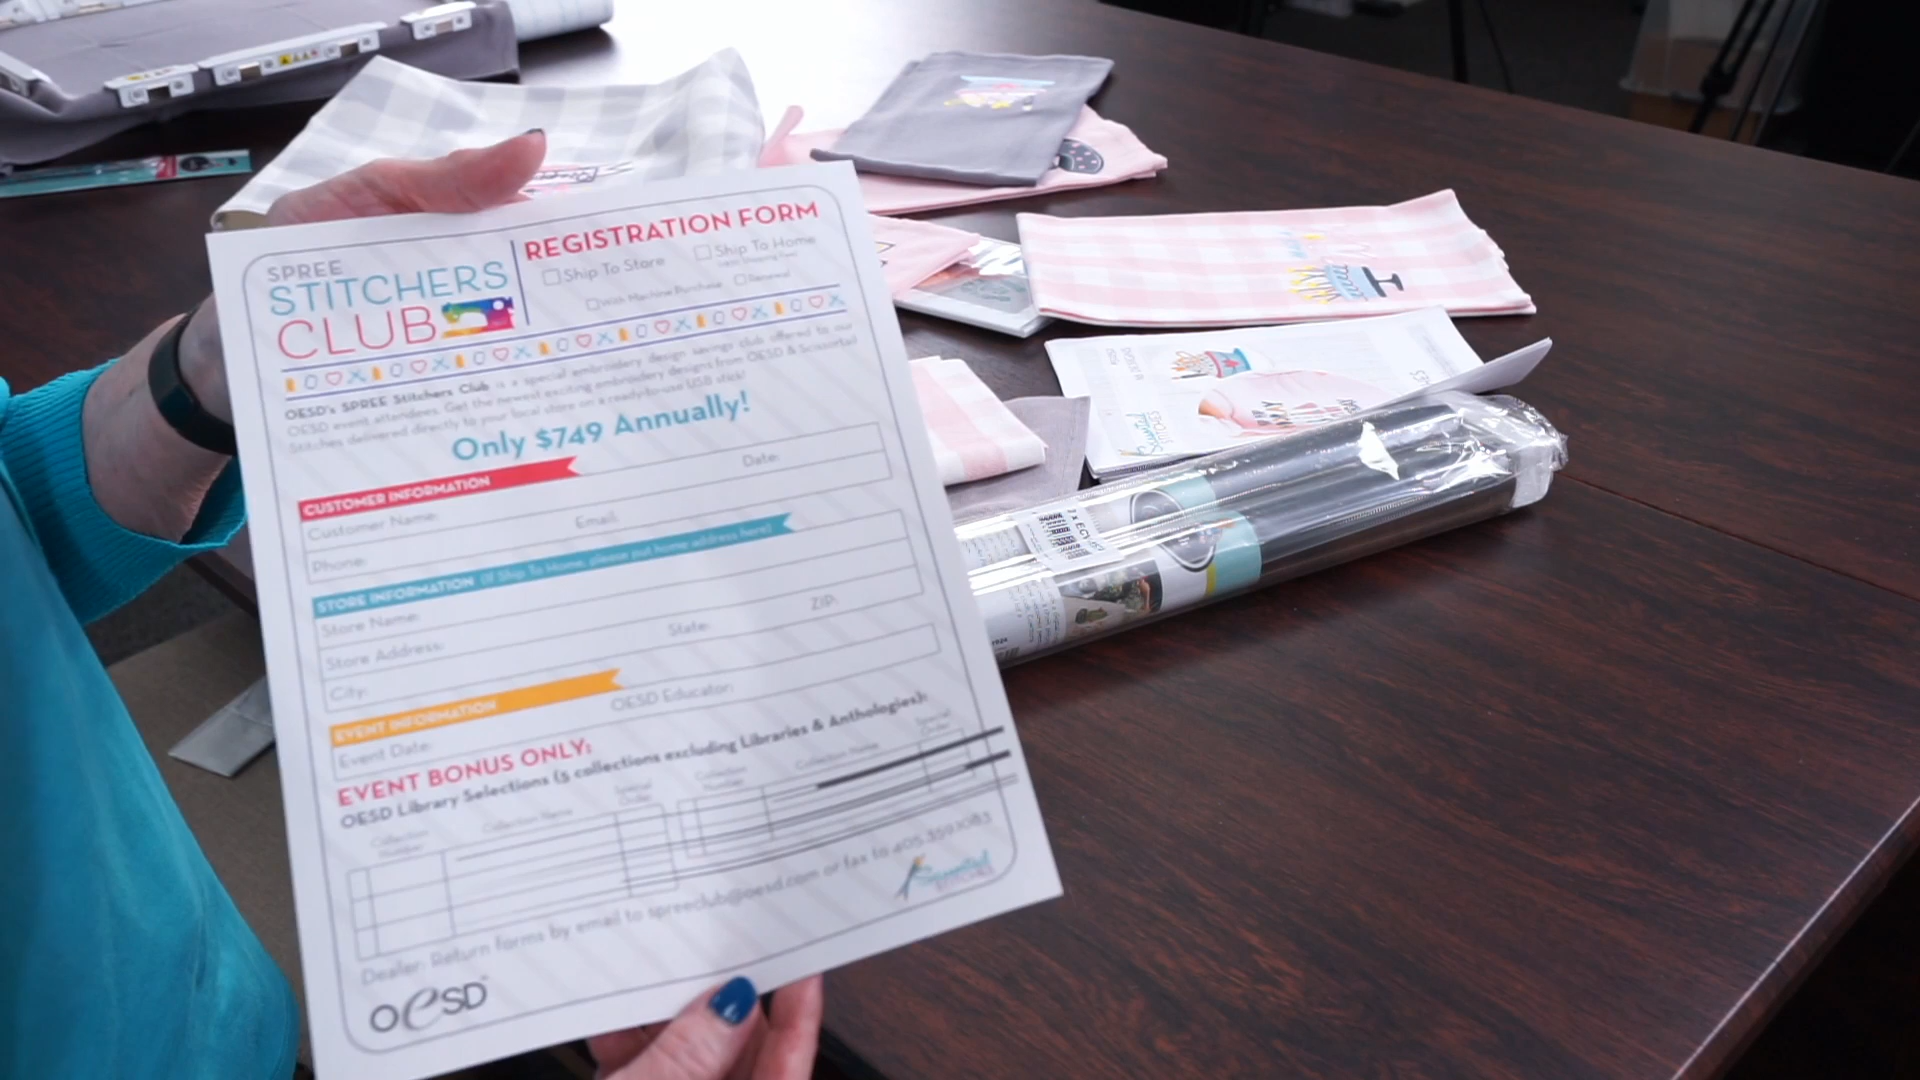 SPREE
STITCHERS
CLUB
REGISTRATION FORM
Ship To Store
Ship To Home
With Machine Purchase
Renewal
OESD's SPREE Stitchers Club is a special embroidery design savings club offered to our
OESD event attendees. Get the newest exciting embroidery designs from OESD & Scissortail
Stitches delivered directly to your local store on a ready-to-use USB stick!
Only $749 Annually!
CUSTOMER INFORMATION
Date:
Customer Name:
Phone:
Email:
STORE INFORMATION (If Ship To Home, please put home address here)
Store Name:
Store Address:
City:
State:
ZIP:
EVENT INFORMATION
Event Date:
OESD Educator:
EVENT BONUS ONLY:
OESD Library Selections (5 collections excluding Libraries & Anthologies):
Collection Number
Collection Name
Special Order
Collection Number
Collection Name
Special Order
Dealer: Return forms by email to spreeclub@oesd.com or fax to 405.359.1083
OESD
Scissortail
STITCHES